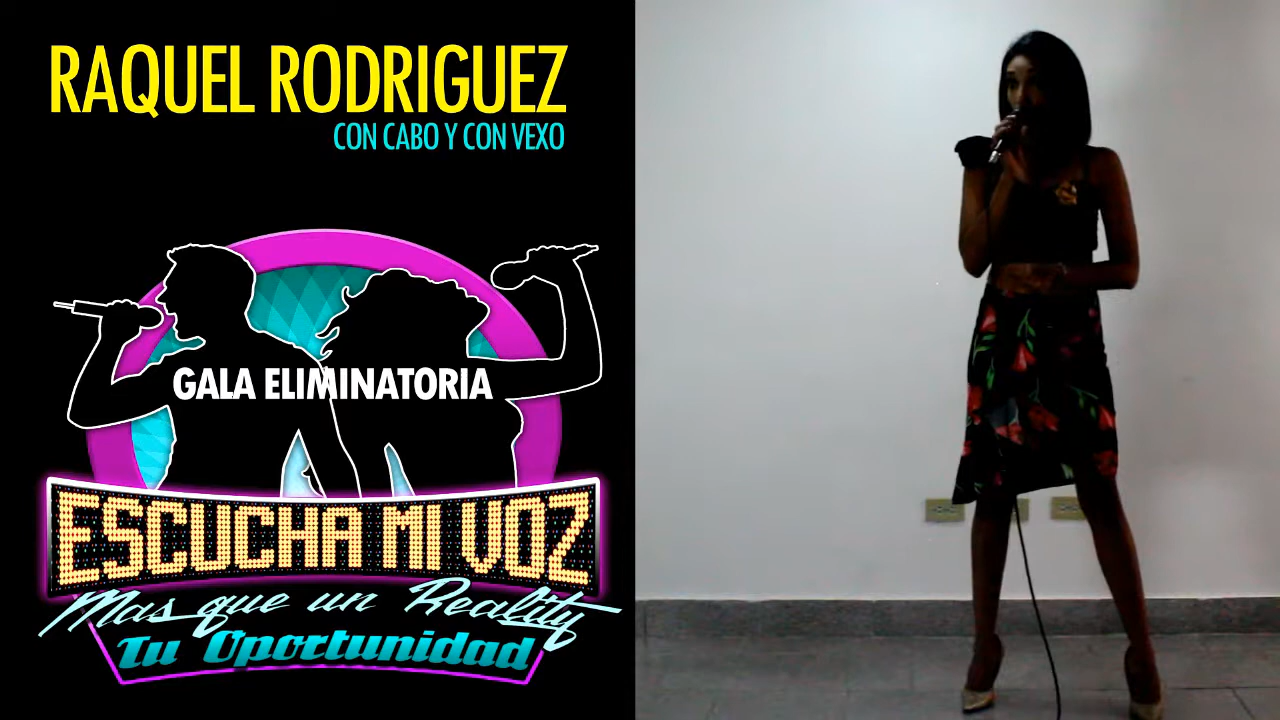 RAQUEL RODRIGUEZ
CON CABO Y CON VEXO
GALA ELIMINATORIA
ESCUCHA MI VOZ
Mas que un Reality
Tu Oportunidad